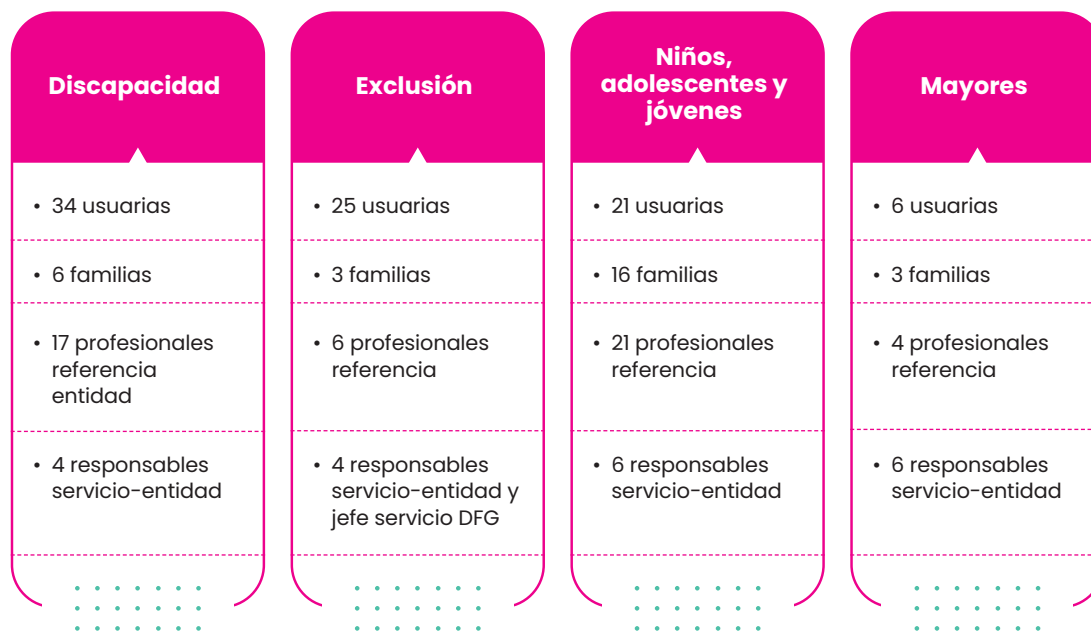 Discapacidad
• 34 usuarias
• 6 familias
• 17 profesionales
referencia
entidad
• 4 responsables
servicio-entidad
Exclusión
• 25 usuarias
• 3 familias
• 6 profesionales
referencia
• 4 responsables
servicio-entidad y
jefe servicio DFG
Niños,
adolescentes y
jóvenes
• 21 usuarias
• 16 familias
• 21 profesionales
referencia
• 6 responsables
servicio-entidad
Mayores
• 6 usuarias
• 3 familias
• 4 profesionales
referencia
• 6 responsables
servicio-entidad